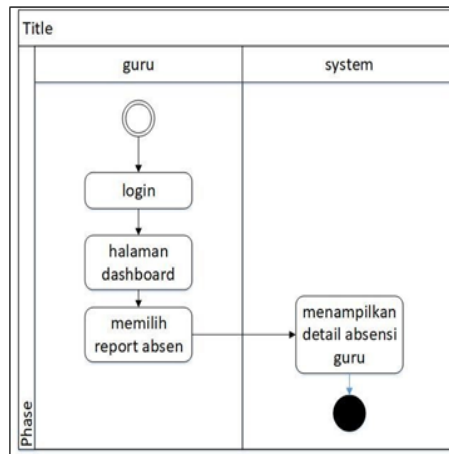 Title
guru
system
login
halaman
dashboard
memilih
report absen
menampilkan
detail absensi
guru
Phase